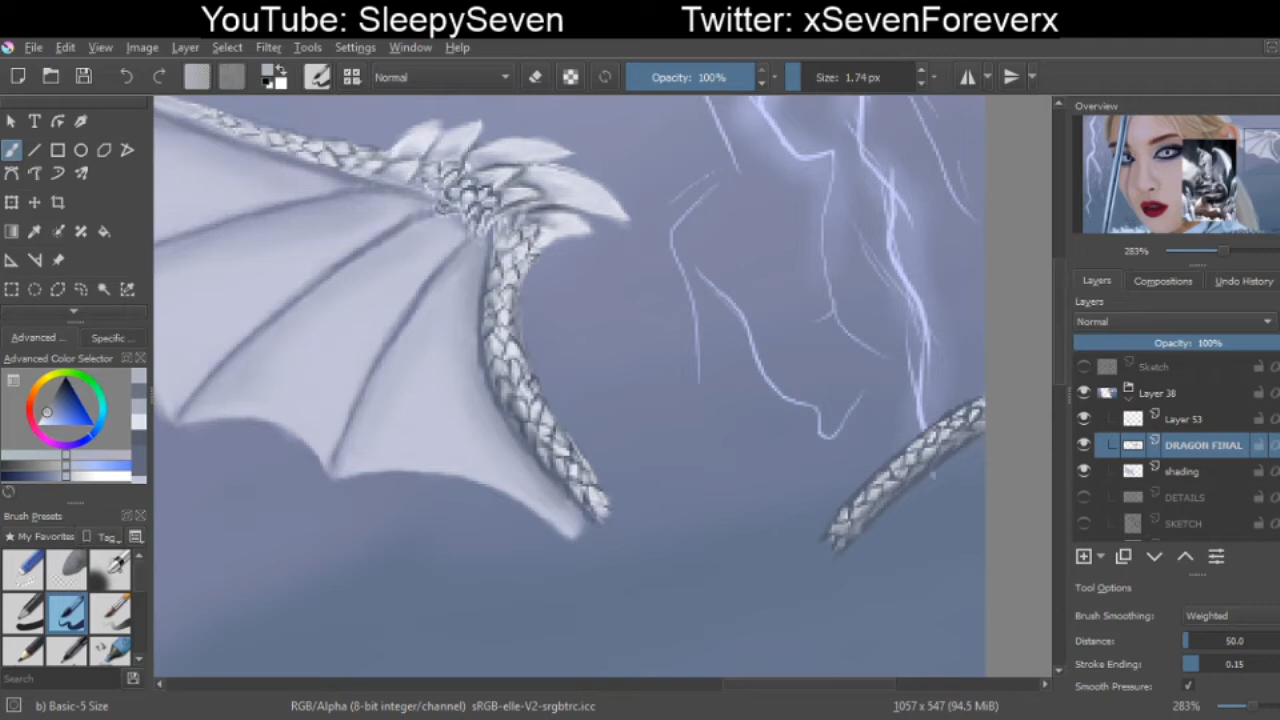 YouTube: SleepySeven Twitter: xSevenForeverx
File Edit View Image Layer Select Filter Tools Settings Window Help
Normal Opacity: 100% Size: 1.74 px
Overview
283%
Layers Compositions Undo History
Layers
Normal
Opacity: 100%
Sketch
Layer 38
Layer 53
DRAGON FINAL
shading
DETAILS
SKETCH
Tool Options
Brush Smoothing: Weighted
Distance: 50.0
Stroke Ending: 0.15
Smooth Pressure:
Advanced ... Specific ...
Advanced Color Selector
Brush Presets
My Favorites Tag
Search
b) Basic-5 Size RGB/Alpha (8-bit integer/channel) sRGB-elle-V2-srgbtrc.icc 1057 x 547 (94.5 MiB) 283%